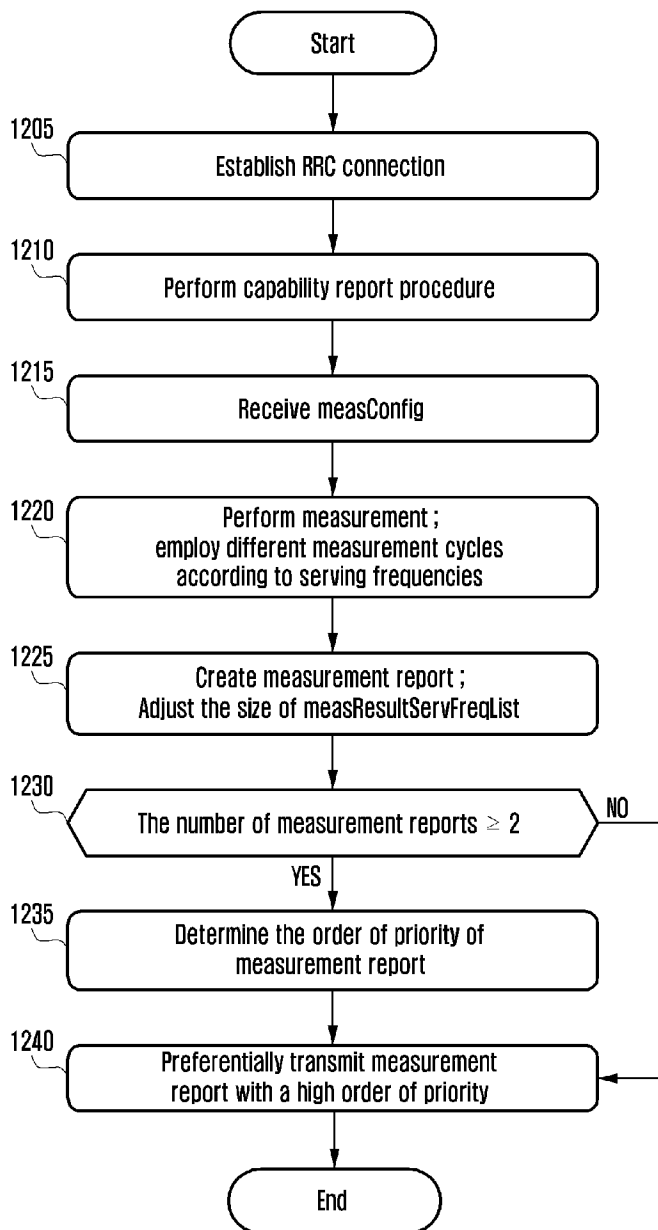 Start
1205
Establish RRC connection
1210
Perform capability report procedure
1215
Receive measConfig
1220
Perform measurement ;
employ different measurement cycles
according to serving frequencies
1225
Create measurement report ;
Adjust the size of measResultServFreqList
1230
The number of measurement reports ≥ 2
NO
YES
1235
Determine the order of priority of
measurement report
1240
Preferentially transmit measurement
report with a high order of priority
End